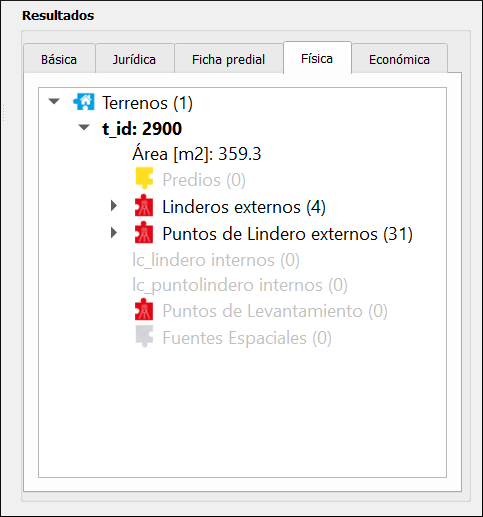 Resultados
Básica Jurídica Ficha predial Física Económica
Terrenos (1)
t_id: 2900
Área [m2]: 359.3
Predios (0)
Linderos externos (4)
Puntos de Lindero externos (31)
lc_lindero internos (0)
lc_puntolindero internos (0)
Puntos de Levantamiento (0)
Fuentes Espaciales (0)